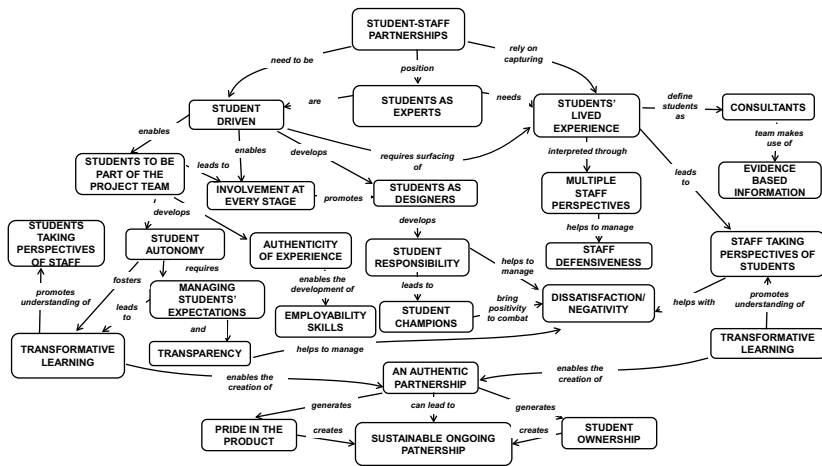 STUDENT-STAFF
PARTNERSHIPS
need to be
position
rely on
capturing
STUDENT
DRIVEN
are
STUDENTS AS
EXPERTS
needs
STUDENTS'
LIVED
EXPERIENCE
define
students
as
CONSULTANTS
enables
enables
develops
requires surfacing of
interpreted through
team makes
use of
STUDENTS TO BE
PART OF THE
PROJECT TEAM
leads to
INVOLVEMENT AT
EVERY STAGE
promotes
STUDENTS AS
DESIGNERS
MULTIPLE
STAFF
PERSPECTIVES
leads
to
EVIDENCE
BASED
INFORMATION
develops
develops
helps to manage
STUDENTS
TAKING
PERSPECTIVES
OF STAFF
STUDENT
AUTONOMY
AUTHENTICITY
OF EXPERIENCE
STUDENT
RESPONSIBILITY
helps to
manage
STAFF
DEFENSIVENESS
STAFF TAKING
PERSPECTIVES OF
STUDENTS
fosters
requires
enables the
development of
leads to
promotes
understanding of
leads
to
MANAGING
STUDENTS'
EXPECTATIONS
EMPLOYABILITY
SKILLS
STUDENT
CHAMPIONS
bring
positivity
to combat
DISSATISFACTION/
NEGATIVITY
helps with
promotes
understanding of
and
TRANSFORMATIVE
LEARNING
TRANSPARENCY
helps to manage
TRANSFORMATIVE
LEARNING
enables the
creation of
AN AUTHENTIC
PARTNERSHIP
enables the
creation of
generates
can lead to
generates
PRIDE IN THE
PRODUCT
creates
SUSTAINABLE ONGOING
PATNERSHIP
creates
STUDENT
OWNERSHIP